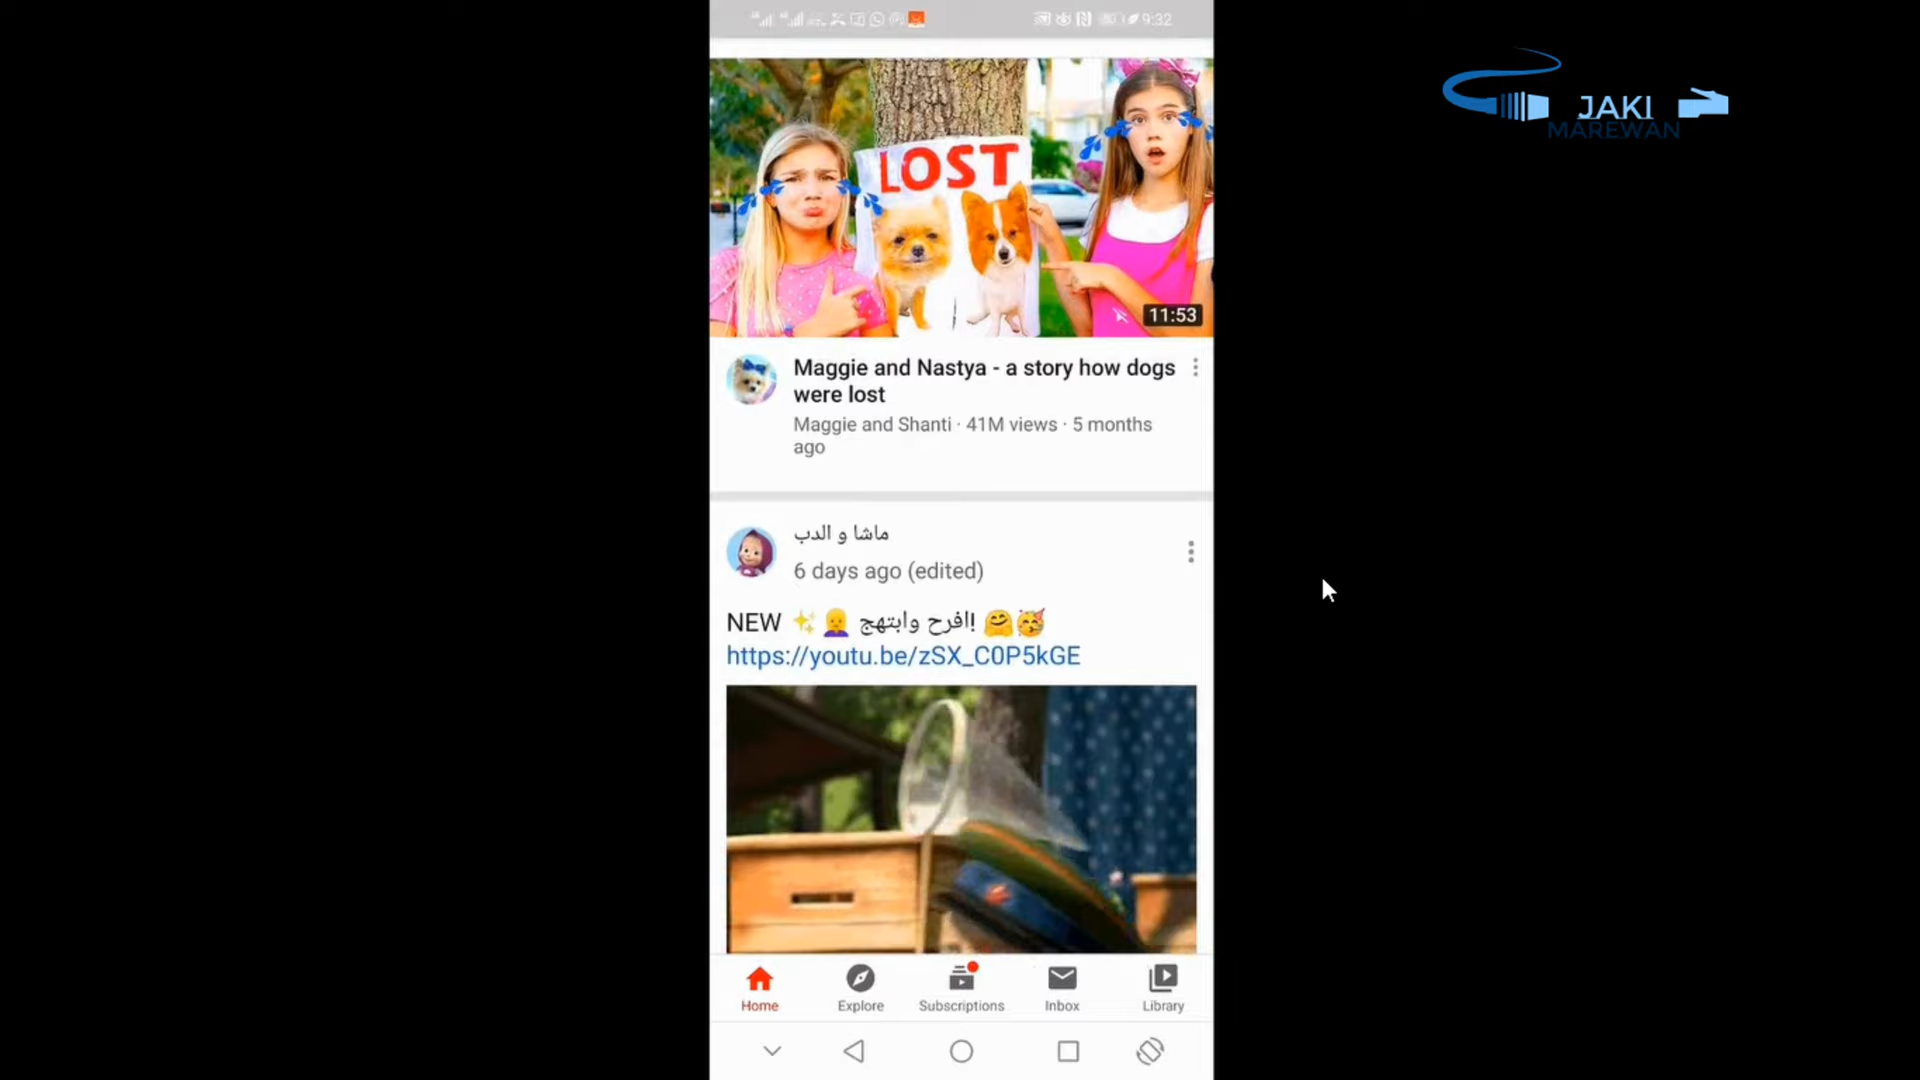 9:32
JAKI
MAREWAN
LOST
11:53
Maggie and Nastya - a story how dogs
were lost
Maggie and Shanti · 41M views · 5 months
ago
ماشا و الدب
6 days ago (edited)
NEW ✨👱‍♀️ افرح وابتهج! 🤗🥳
https://youtu.be/zSX_C0P5kGE
Home
Explore
Subscriptions
Inbox
Library